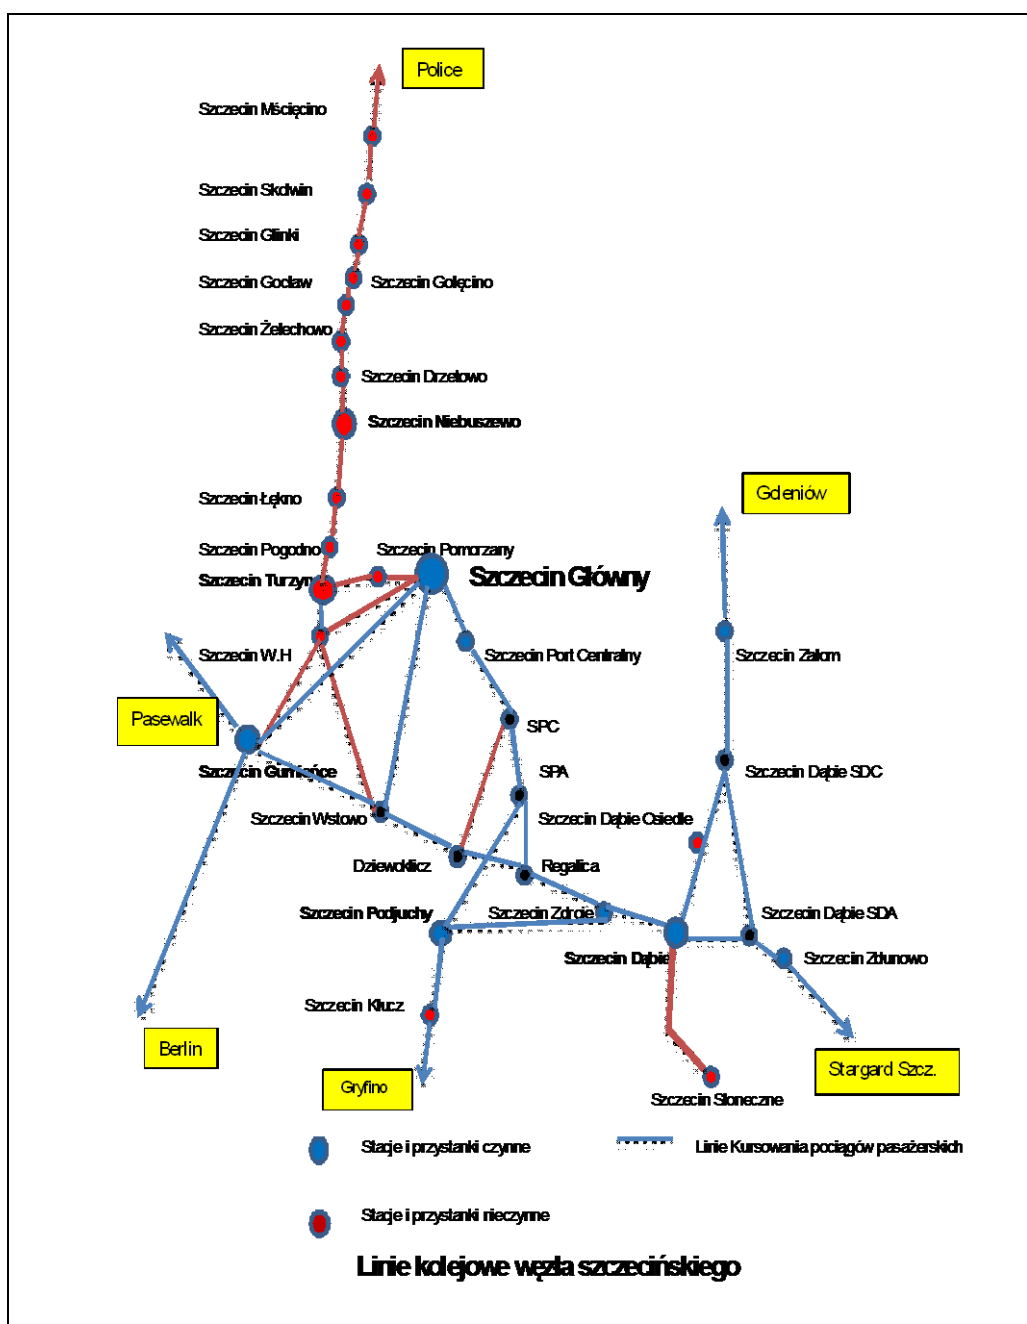 Police
Szczecin Mścięcino
Szczecin Skolwin
Szczecin Glinki
Szczecin Gocław
Szczecin Golęcino
Szczecin Żelechowo
Szczecin Drzetowo
Szczecin Niebuszewo
Szczecin Łękno
Goleniów
Szczecin Pogodno
Szczecin Pomorzany
Szczecin Turzyn
Szczecin Główny
Szczecin W.H
Szczecin Port Centralny
Szczecin Załom
Pasewalk
SPC
Szczecin Gumieńce
SPA
Szczecin Dąbie SDC
Szczecin Wstowo
Szczecin Dąbie Osiedle
Dziewoklicz
Regalica
Szczecin Podjuchy
Szczecin Zdroje
Szczecin Dąbie SDA
Szczecin Dąbie
Szczecin Zdunowo
Szczecin Klucz
Berlin
Stargard Szcz.
Gryfino
Szczecin Słoneczne
Stacje i przystanki czynne
Linie Kursowania pociągów pasażerskich
Stacje i przystanki nieczynne
Linie kolejowe węzła szczecińskiego